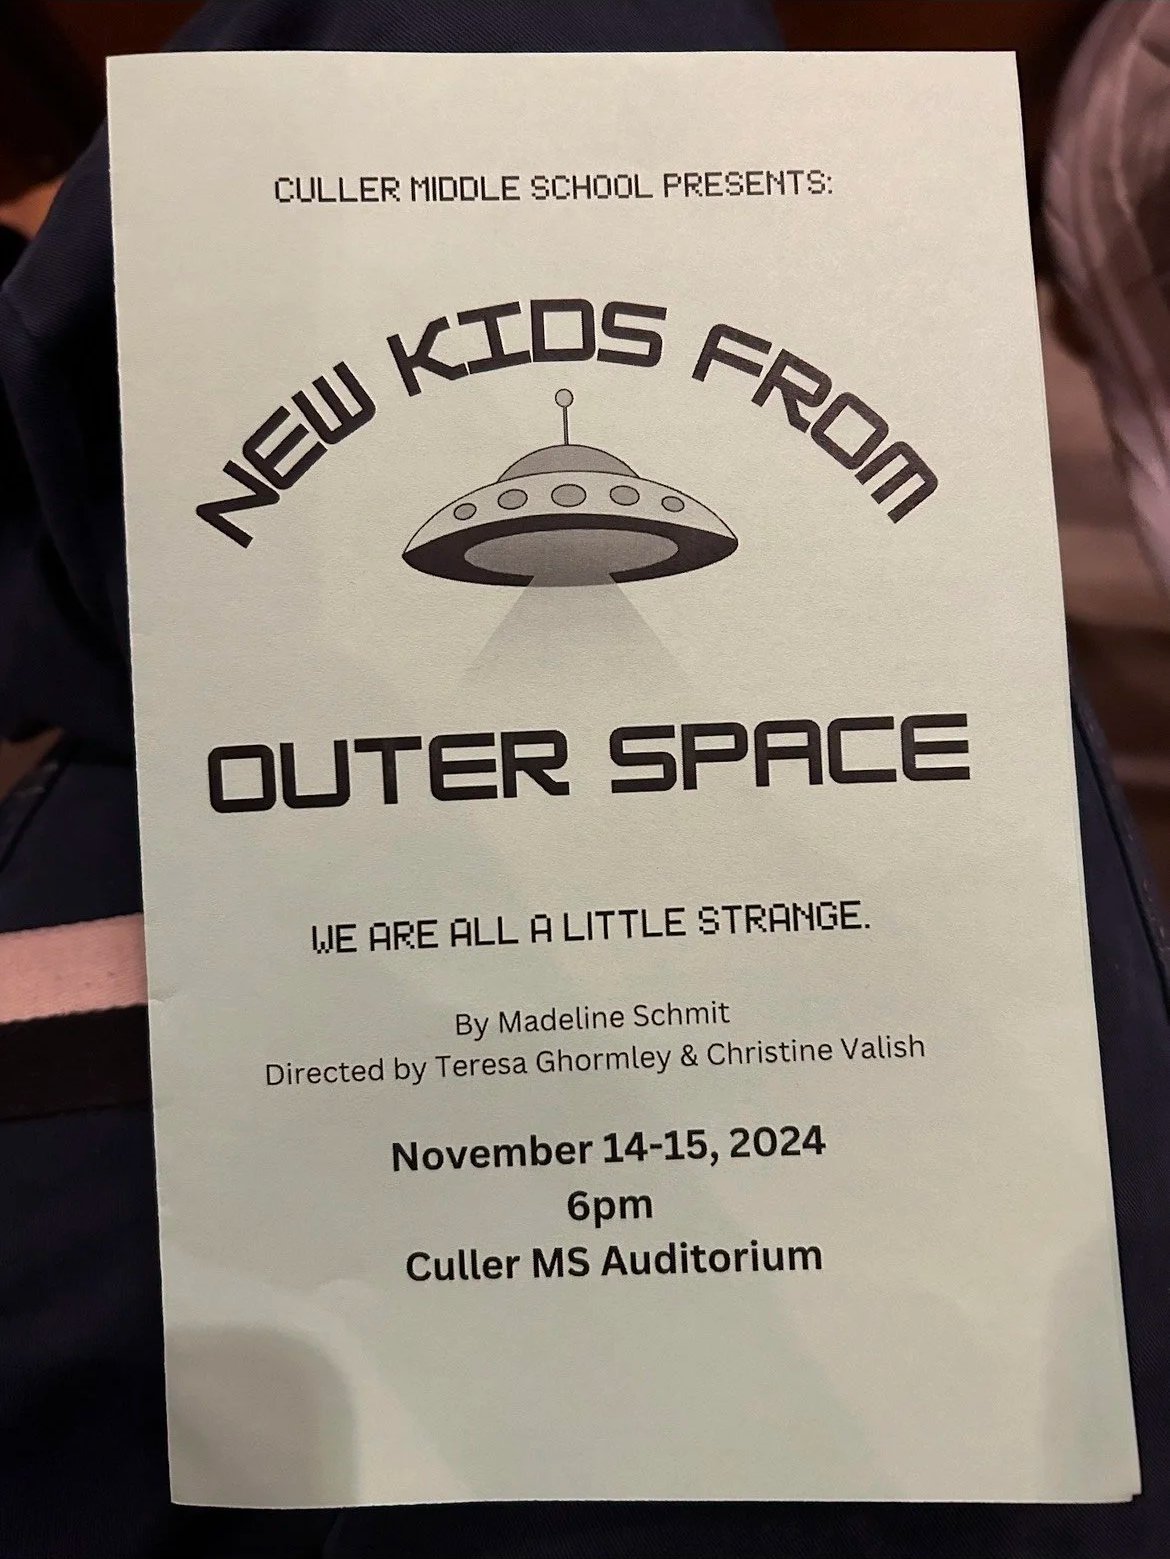 CULLER MIDDLE SCHOOL PRESENTS:
NEW KIDS FROM
OUTER SPACE
WE ARE ALL A LITTLE STRANGE.
By Madeline Schmit
Directed by Teresa Ghormley & Christine Valish
November 14-15, 2024
6pm
Culler MS Auditorium